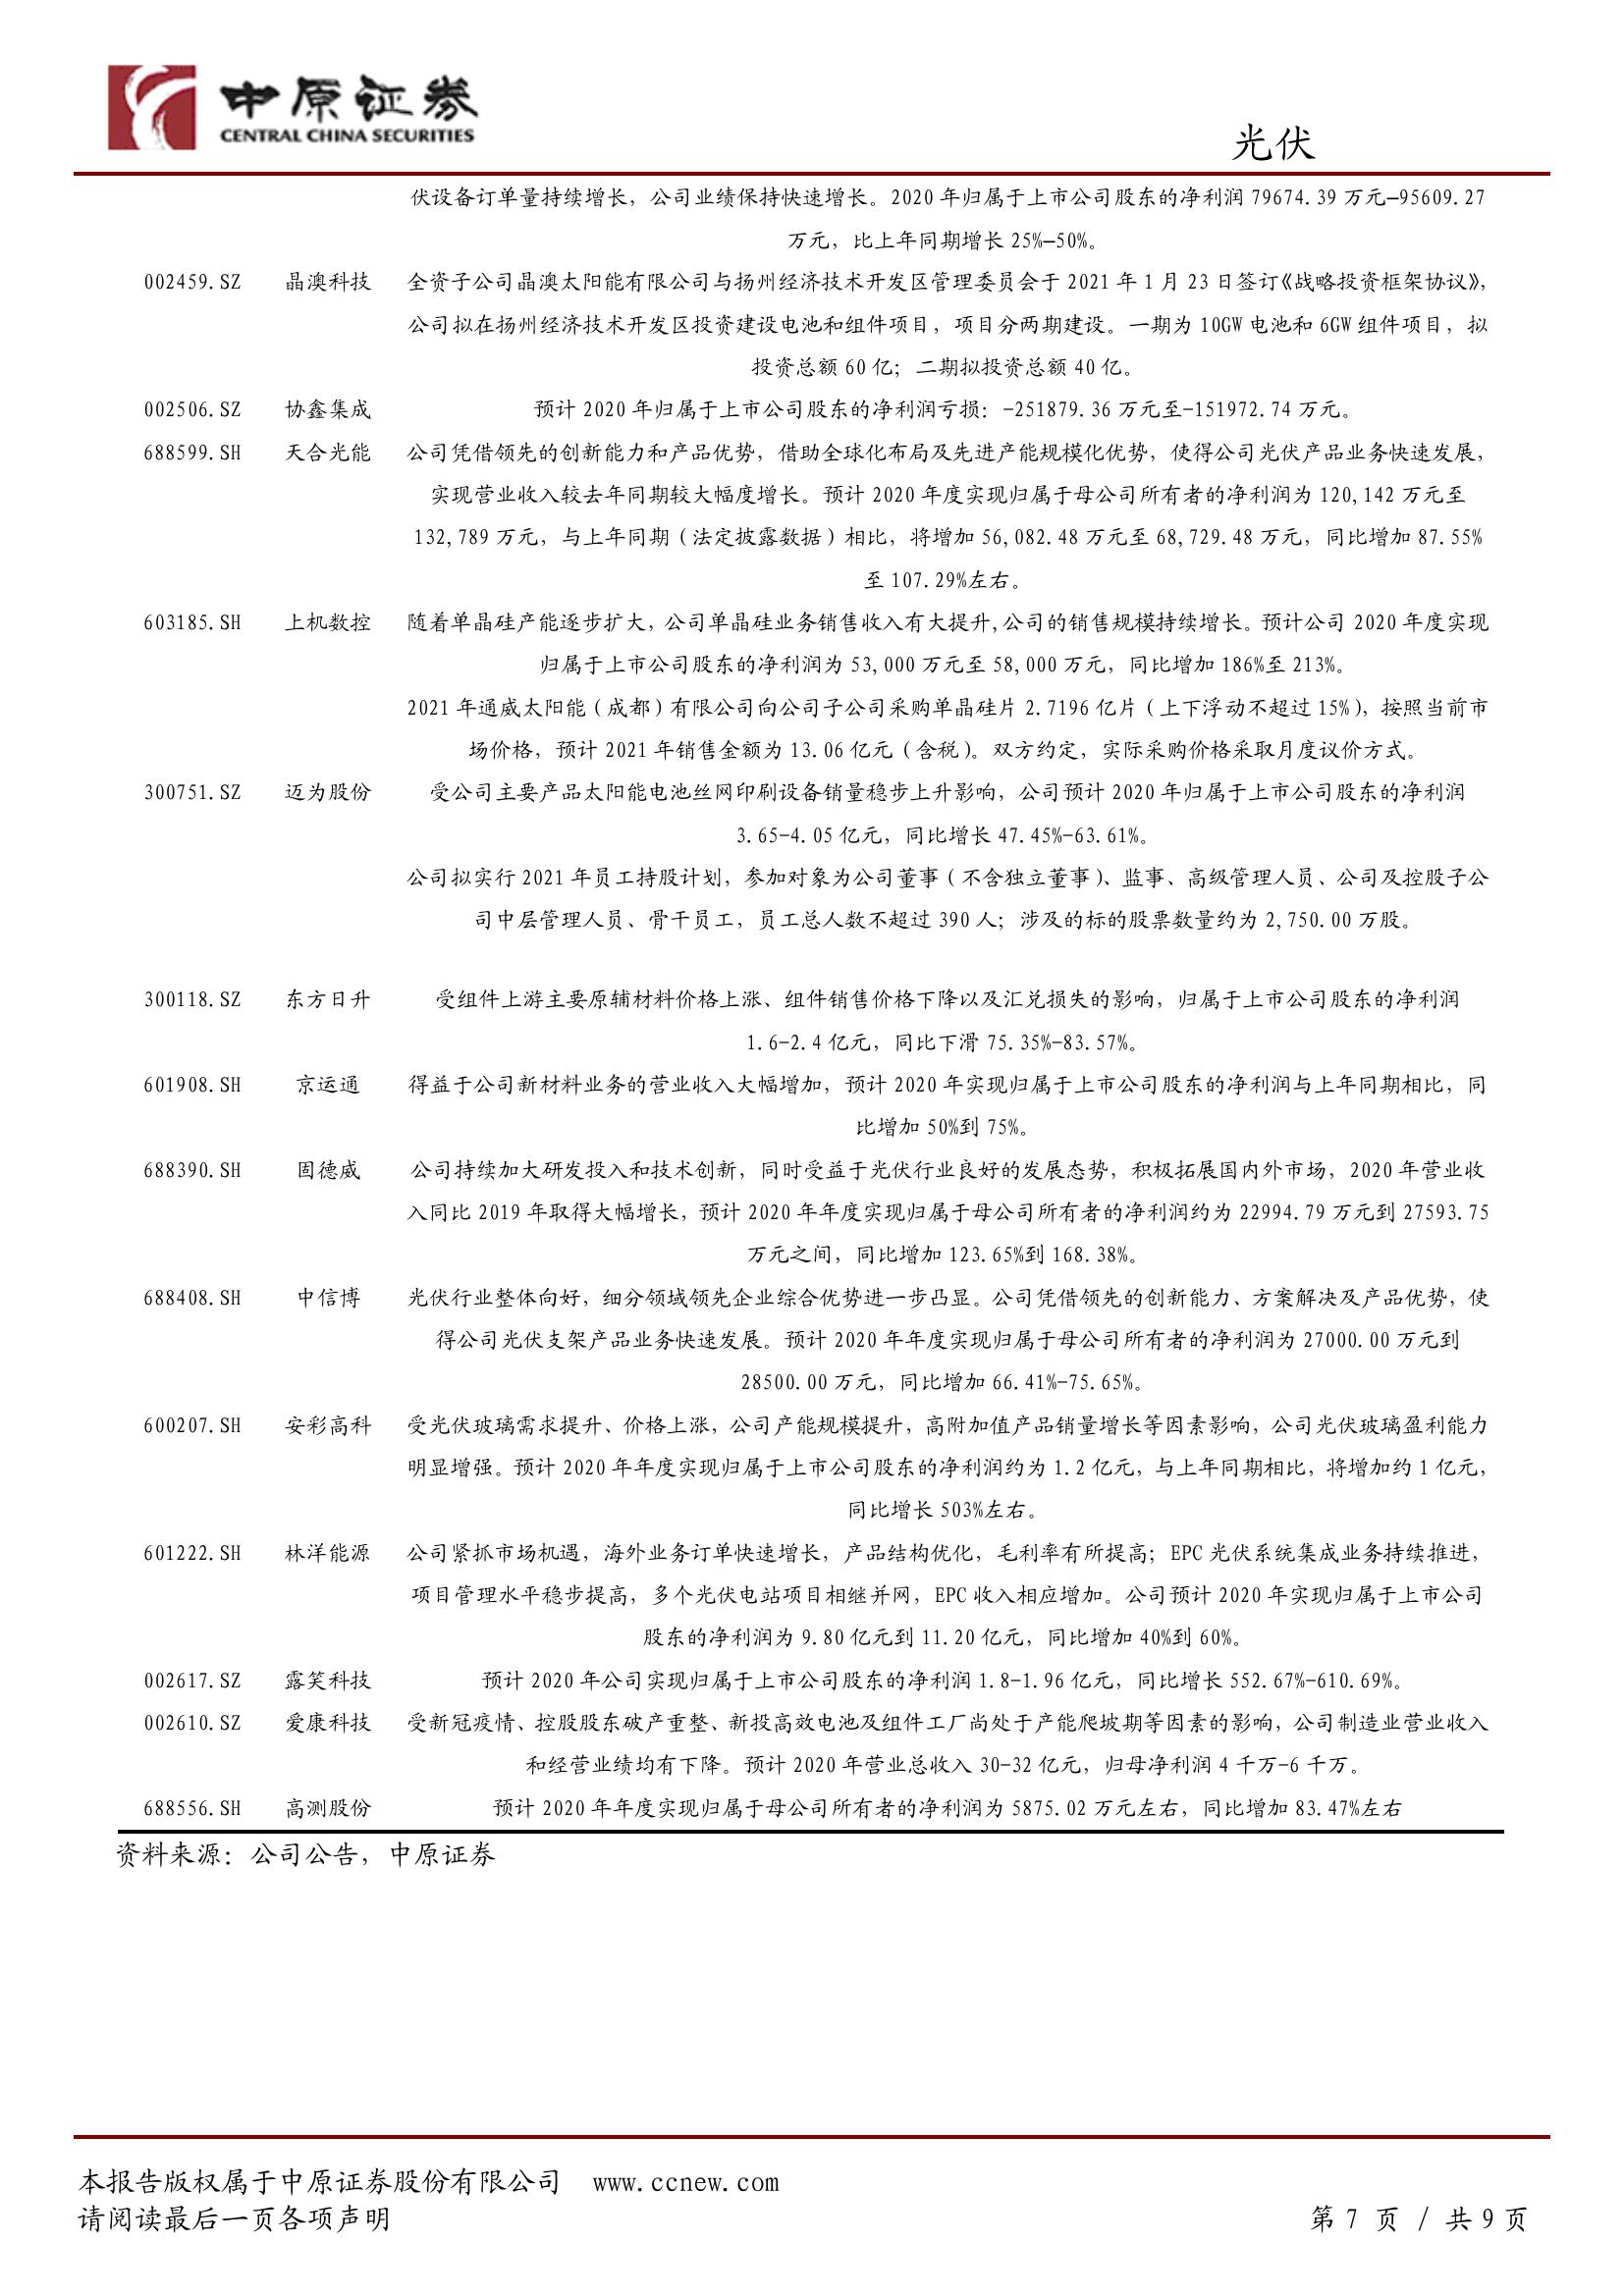 中原证券
CENTRAL CHINA SECURITIES
光伏
伏设备订单量持续增长，公司业绩保持快速增长。2020 年归属于上市公司股东的净利润 79674.39 万元—95609.27
万元，比上年同期增长 25%—50%。
002459.SZ 晶澳科技 全资子公司晶澳太阳能有限公司与扬州经济技术开发区管理委员会于 2021 年 1 月 23 日签订《战略投资框架协议》，
公司拟在扬州经济技术开发区投资建设电池和组件项目，项目分两期建设。一期为 10GW 电池和 6GW 组件项目，拟
投资总额 60 亿；二期拟投资总额 40 亿。
002506.SZ 协鑫集成 预计 2020 年归属于上市公司股东的净利润亏损：-251879.36 万元至-151972.74 万元。
688599.SH 天合光能 公司凭借领先的创新能力和产品优势，借助全球化布局及先进产能规模化优势，使得公司光伏产品业务快速发展，
实现营业收入较去年同期较大幅度增长。预计 2020 年度实现归属于母公司所有者的净利润为 120,142 万元至
132,789 万元，与上年同期（法定披露数据）相比，将增加 56,082.48 万元至 68,729.48 万元，同比增加 87.55%
至 107.29%左右。
603185.SH 上机数控 随着单晶硅产能逐步扩大，公司单晶硅业务销售收入有大提升,公司的销售规模持续增长。预计公司 2020 年度实现
归属于上市公司股东的净利润为 53,000 万元至 58,000 万元，同比增加 186%至 213%。
2021 年通威太阳能（成都）有限公司向公司子公司采购单晶硅片 2.7196 亿片（上下浮动不超过 15%），按照当前市
场价格，预计 2021 年销售金额为 13.06 亿元（含税）。双方约定，实际采购价格采取月度议价方式。
300751.SZ 迈为股份 受公司主要产品太阳能电池丝网印刷设备销量稳步上升影响，公司预计 2020 年归属于上市公司股东的净利润
3.65-4.05 亿元，同比增长 47.45%-63.61%。
公司拟实行 2021 年员工持股计划，参加对象为公司董事（不含独立董事）、监事、高级管理人员、公司及控股子公
司中层管理人员、骨干员工，员工总人数不超过 390 人；涉及的标的股票数量约为 2,750.00 万股。
300118.SZ 东方日升 受组件上游主要原辅材料价格上涨、组件销售价格下降以及汇兑损失的影响，归属于上市公司股东的净利润
1.6-2.4 亿元，同比下滑 75.35%-83.57%。
601908.SH 京运通 得益于公司新材料业务的营业收入大幅增加，预计 2020 年实现归属于上市公司股东的净利润与上年同期相比，同
比增加 50%到 75%。
688390.SH 固德威 公司持续加大研发投入和技术创新，同时受益于光伏行业良好的发展态势，积极拓展国内外市场，2020 年营业收
入同比 2019 年取得大幅增长，预计 2020 年年度实现归属于母公司所有者的净利润约为 22994.79 万元到 27593.75
万元之间，同比增加 123.65%到 168.38%。
688408.SH 中信博 光伏行业整体向好，细分领域领先企业综合优势进一步凸显。公司凭借领先的创新能力、方案解决及产品优势，使
得公司光伏支架产品业务快速发展。预计 2020 年年度实现归属于母公司所有者的净利润为 27000.00 万元到
28500.00 万元，同比增加 66.41%-75.65%。
600207.SH 安彩高科 受光伏玻璃需求提升、价格上涨，公司产能规模提升，高附加值产品销量增长等因素影响，公司光伏玻璃盈利能力
明显增强。预计 2020 年年度实现归属于上市公司股东的净利润约为 1.2 亿元，与上年同期相比，将增加约 1 亿元，
同比增长 503%左右。
601222.SH 林洋能源 公司紧抓市场机遇，海外业务订单快速增长，产品结构优化，毛利率有所提高；EPC 光伏系统集成业务持续推进，
项目管理水平稳步提高，多个光伏电站项目相继并网，EPC 收入相应增加。公司预计 2020 年实现归属于上市公司
股东的净利润为 9.80 亿元到 11.20 亿元，同比增加 40%到 60%。
002617.SZ 露笑科技 预计 2020 年公司实现归属于上市公司股东的净利润 1.8-1.96 亿元，同比增长 552.67%-610.69%。
002610.SZ 爱康科技 受新冠疫情、控股股东破产重整、新投高效电池及组件工厂尚处于产能爬坡期等因素的影响，公司制造业营业收入
和经营业绩均有下降。预计 2020 年营业总收入 30-32 亿元，归母净利润 4 千万-6 千万。
688556.SH 高测股份 预计 2020 年年度实现归属于母公司所有者的净利润为 5875.02 万元左右，同比增加 83.47%左右
资料来源：公司公告，中原证券
本报告版权属于中原证券股份有限公司 www.ccnew.com
请阅读最后一页各项声明 第 7 页 / 共 9 页